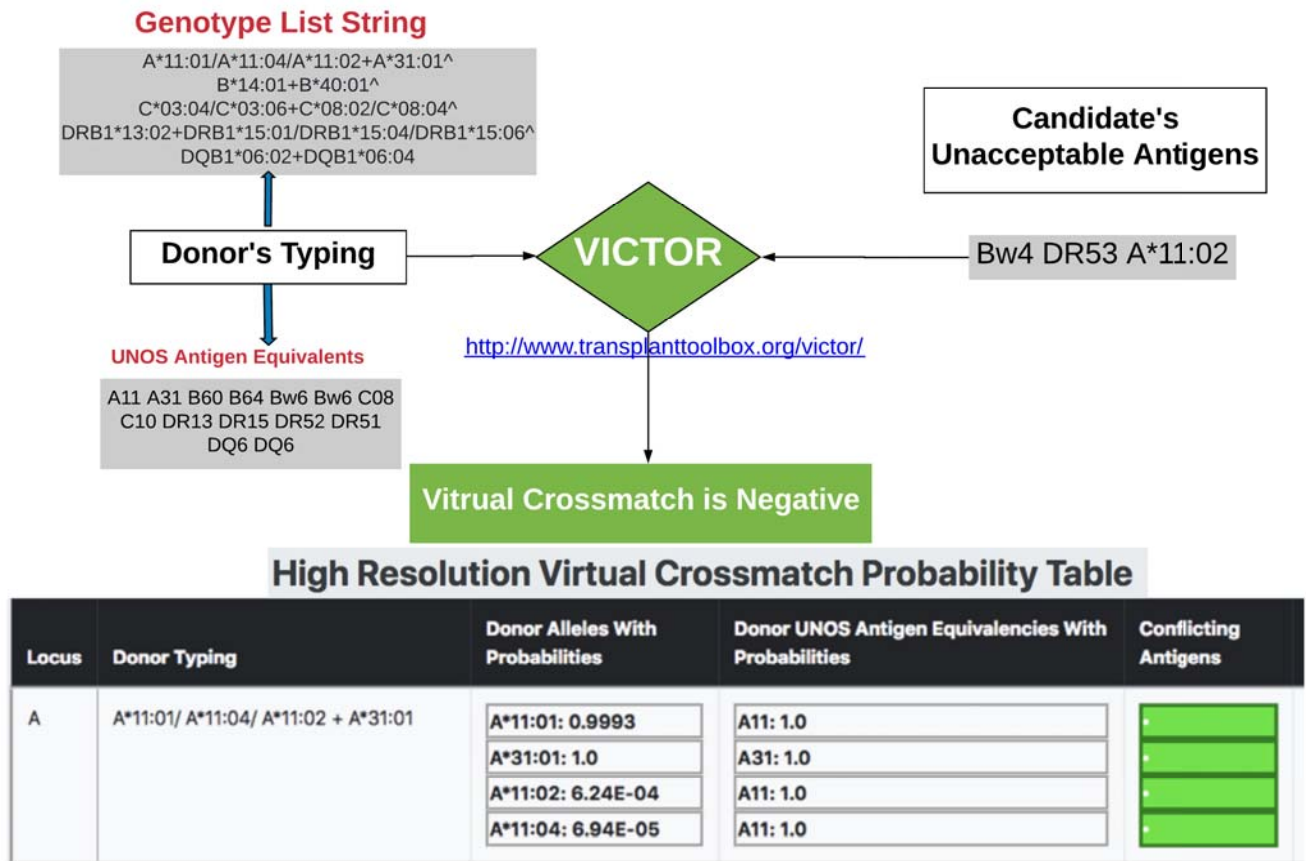 Genotype List String
A*11:01/A*11:04/A*11:02+A*31:01^
B*14:01+B*40:01^
C*03:04/C*03:06+C*08:02/C*08:04^
DRB1*13:02+DRB1*15:01/DRB1*15:04/DRB1*15:06^
DQB1*06:02+DQB1*06:04
Candidate's
Unacceptable Antigens
Donor's Typing
VICTOR
Bw4 DR53 A*11:02
http://www.transplanttoolbox.org/victor/
UNOS Antigen Equivalents
A11 A31 B60 B64 Bw6 Bw6 C08
C10 DR13 DR15 DR52 DR51
DQ6 DQ6
Vitrual Crossmatch is Negative
High Resolution Virtual Crossmatch Probability Table
Locus
Donor Typing
Donor Alleles With
Probabilities
Donor UNOS Antigen Equivalencies With
Probabilities
Conflicting
Antigens
A
A*11:01/ A*11:04/ A*11:02 + A*31:01
A*11:01: 0.9993
A11: 1.0
A*31:01: 1.0
A31: 1.0
A*11:02: 6.24E-04
A11: 1.0
A*11:04: 6.94E-05
A11: 1.0